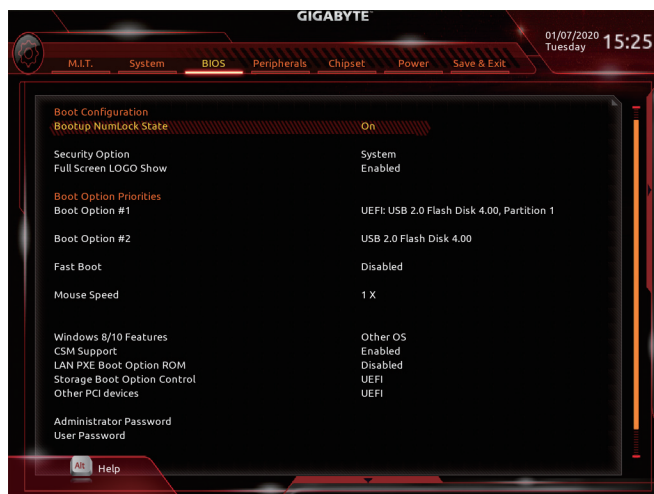 GIGABYTE™
01/07/2020
Tuesday
15:25
M.I.T. System BIOS Peripherals Chipset Power Save & Exit
Boot Configuration
Bootup NumLock State On
Security Option System
Full Screen LOGO Show Enabled
Boot Option Priorities
Boot Option #1 UEFI: USB 2.0 Flash Disk 4.00, Partition 1
Boot Option #2 USB 2.0 Flash Disk 4.00
Fast Boot Disabled
Mouse Speed 1 X
Windows 8/10 Features Other OS
CSM Support Enabled
LAN PXE Boot Option ROM Disabled
Storage Boot Option Control UEFI
Other PCI devices UEFI
Administrator Password
User Password
Alt Help